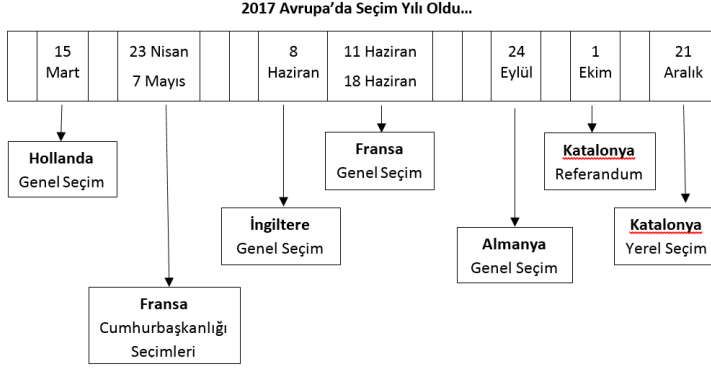 2017 Avrupa’da Seçim Yılı Oldu...
15
Mart
23 Nisan
7 Mayıs
8
Haziran
11 Haziran
18 Haziran
24
Eylül
1
Ekim
21
Aralık
Hollanda
Genel Seçim
Fransa
Cumhurbaşkanlığı
Seçimleri
İngiltere
Genel Seçim
Fransa
Genel Seçim
Almanya
Genel Seçim
Katalonya
Referandum
Katalonya
Yerel Seçim